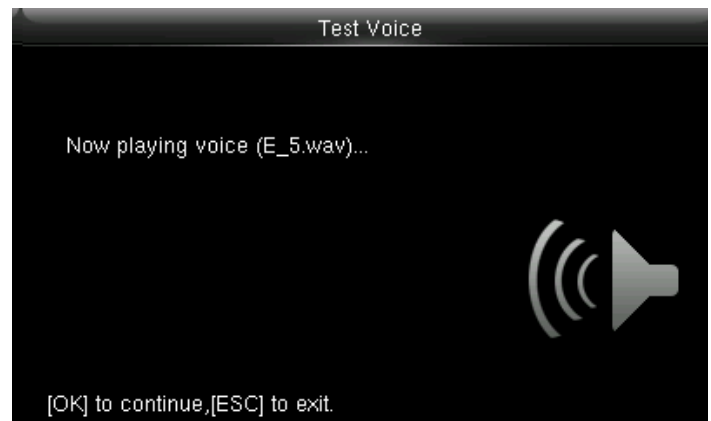 Test Voice
Now playing voice (E_5.wav)...
[OK] to continue,[ESC] to exit.